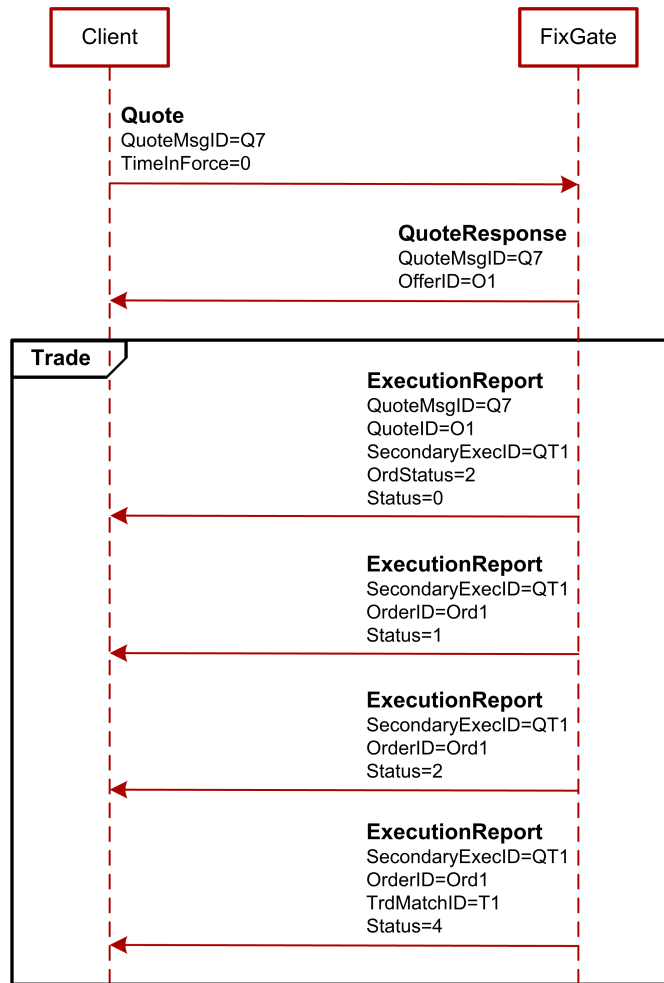 Client
FixGate
Quote
QuoteMsgID=Q7
TimeInForce=0
QuoteResponse
QuoteMsgID=Q7
OfferID=O1
Trade
ExecutionReport
QuoteMsgID=Q7
QuoteID=O1
SecondaryExecID=QT1
OrdStatus=2
Status=0
ExecutionReport
SecondaryExecID=QT1
OrderID=Ord1
Status=1
ExecutionReport
SecondaryExecID=QT1
OrderID=Ord1
Status=2
ExecutionReport
SecondaryExecID=QT1
OrderID=Ord1
TrdMatchID=T1
Status=4